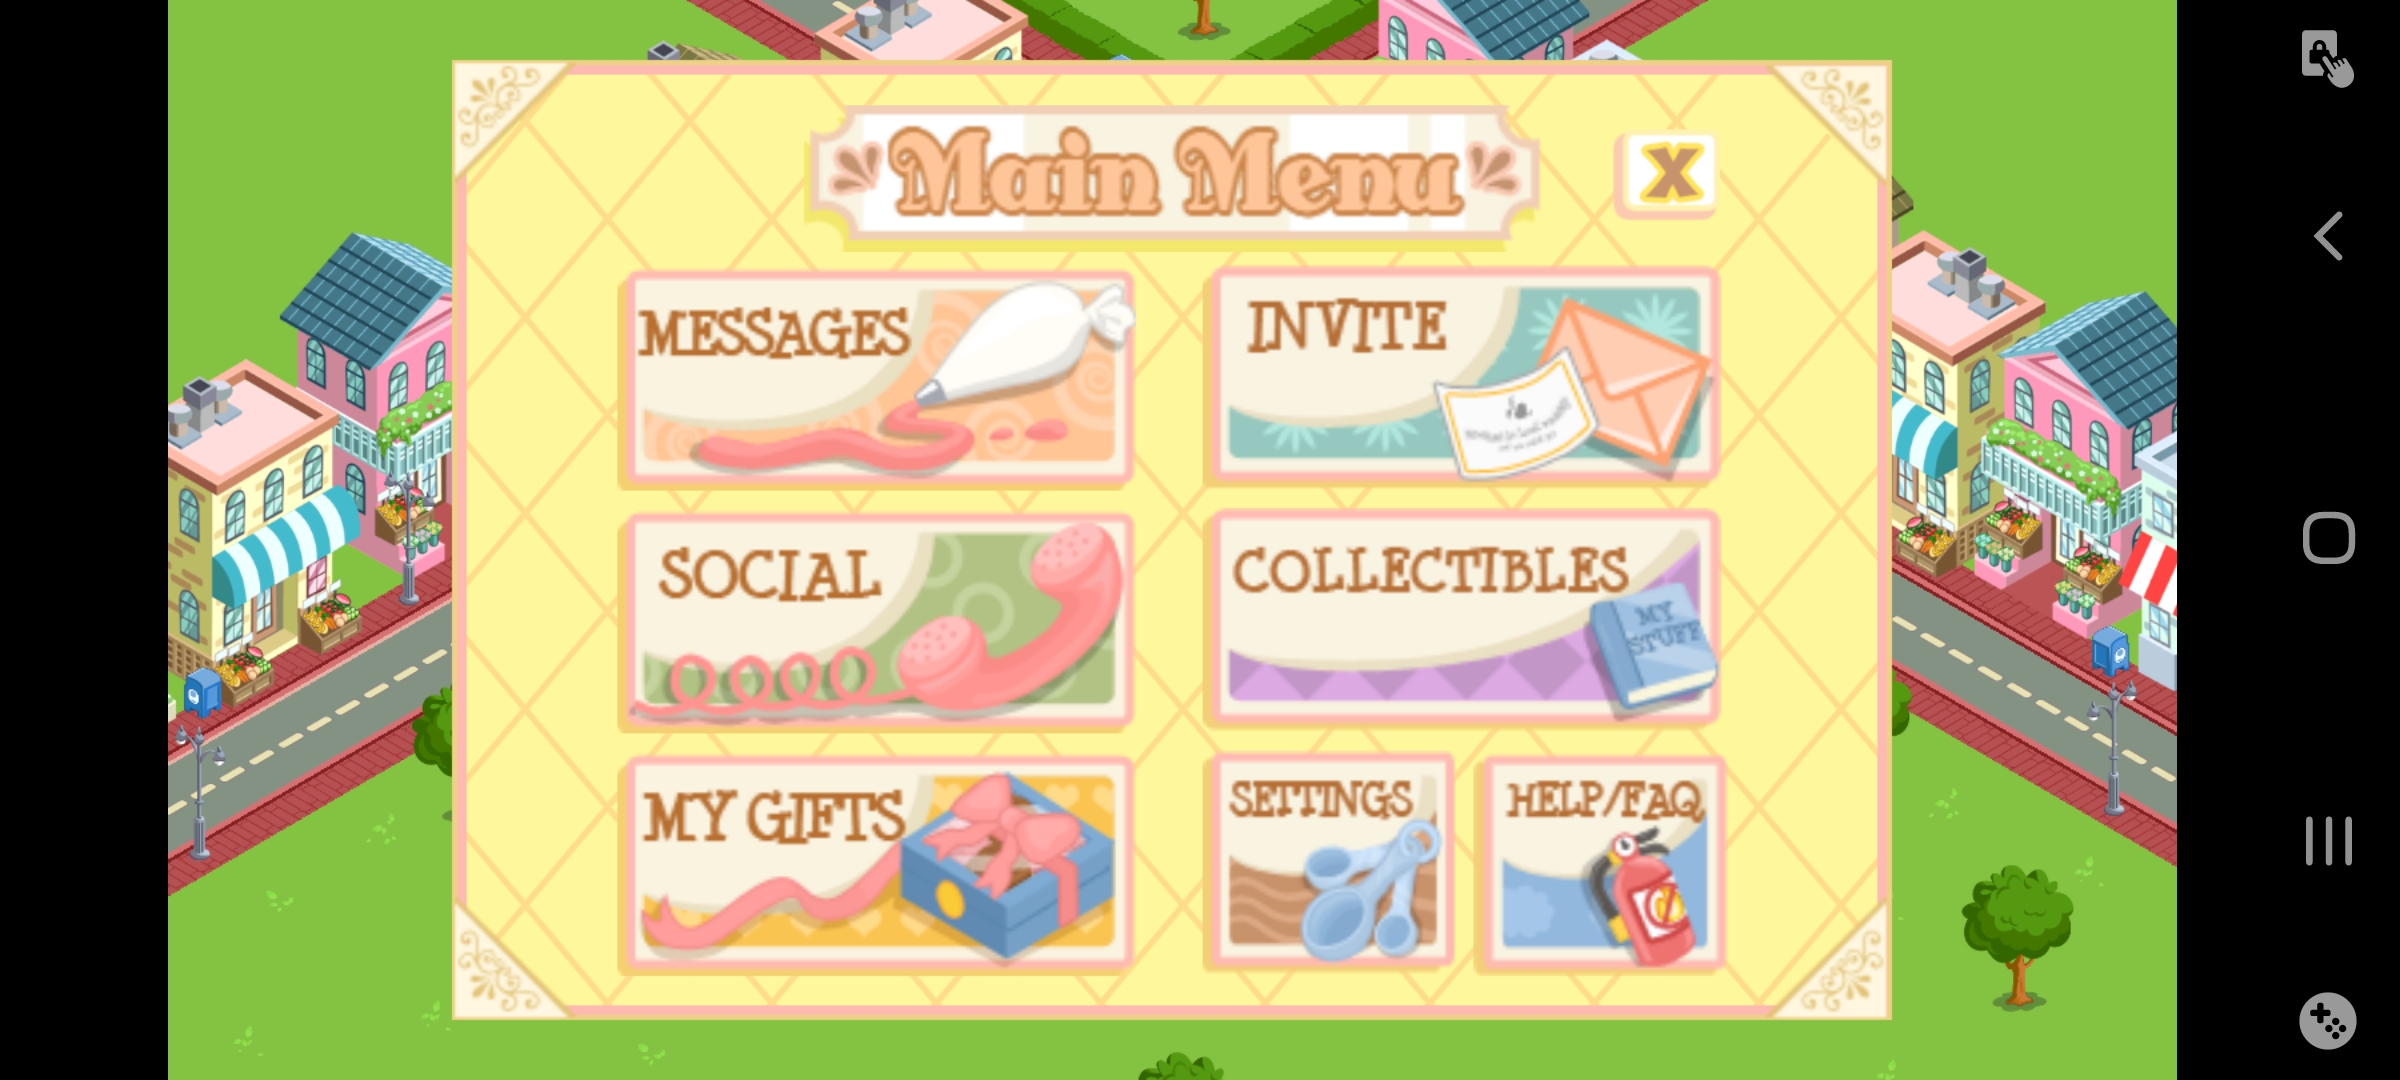 Main Menu
X
MESSAGES
INVITE
SOCIAL
COLLECTIBLES
MY
STUFF
MY GIFTS
SETTINGS
HELP/FAQ